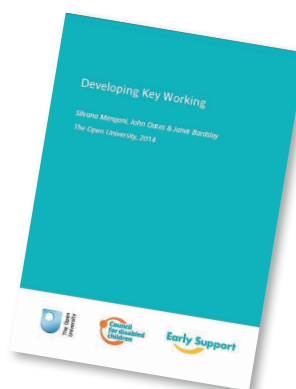 Developing Key Working
Silvana Mengoni, John Oates & Janet Bardsley
The Open University, 2014
The Open
University
Council
for disabled
children
Early Support